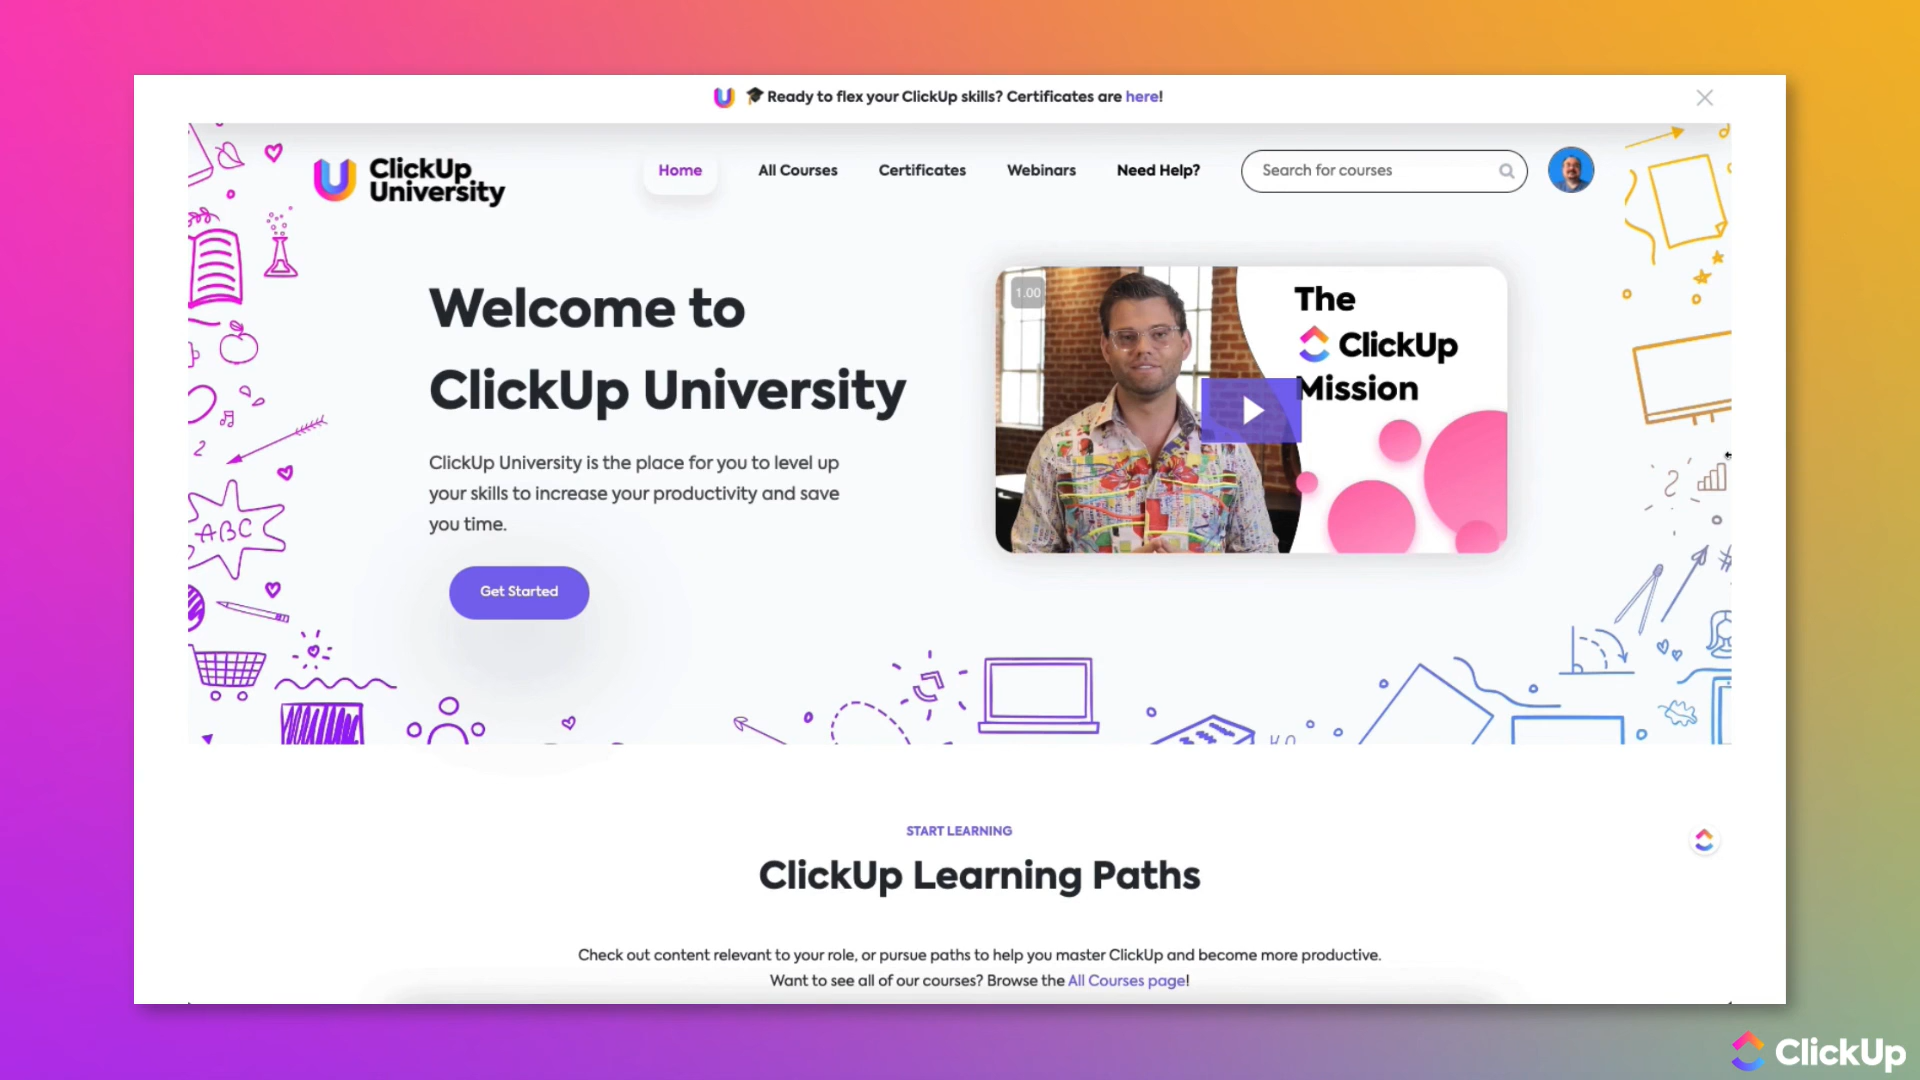 Ready to flex your ClickUp skills? Certificates are here!
ClickUp
University
Home
All Courses
Certificates
Webinars
Need Help?
Search for courses
Welcome to
ClickUp University
ClickUp University is the place for you to level up
your skills to increase your productivity and save
you time.
Get Started
1.00
The
ClickUp
Mission
ABC
START LEARNING
ClickUp Learning Paths
Check out content relevant to your role, or pursue paths to help you master ClickUp and become more productive.
Want to see all of our courses? Browse the All Courses page!
ClickUp